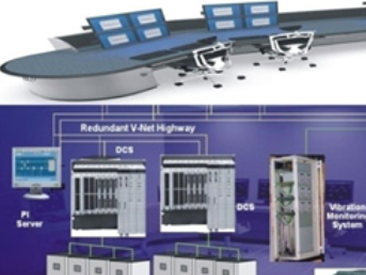 Redundant V-Net Highway
DCS
DCS
PI
Server
Vibration
Monitoring
System